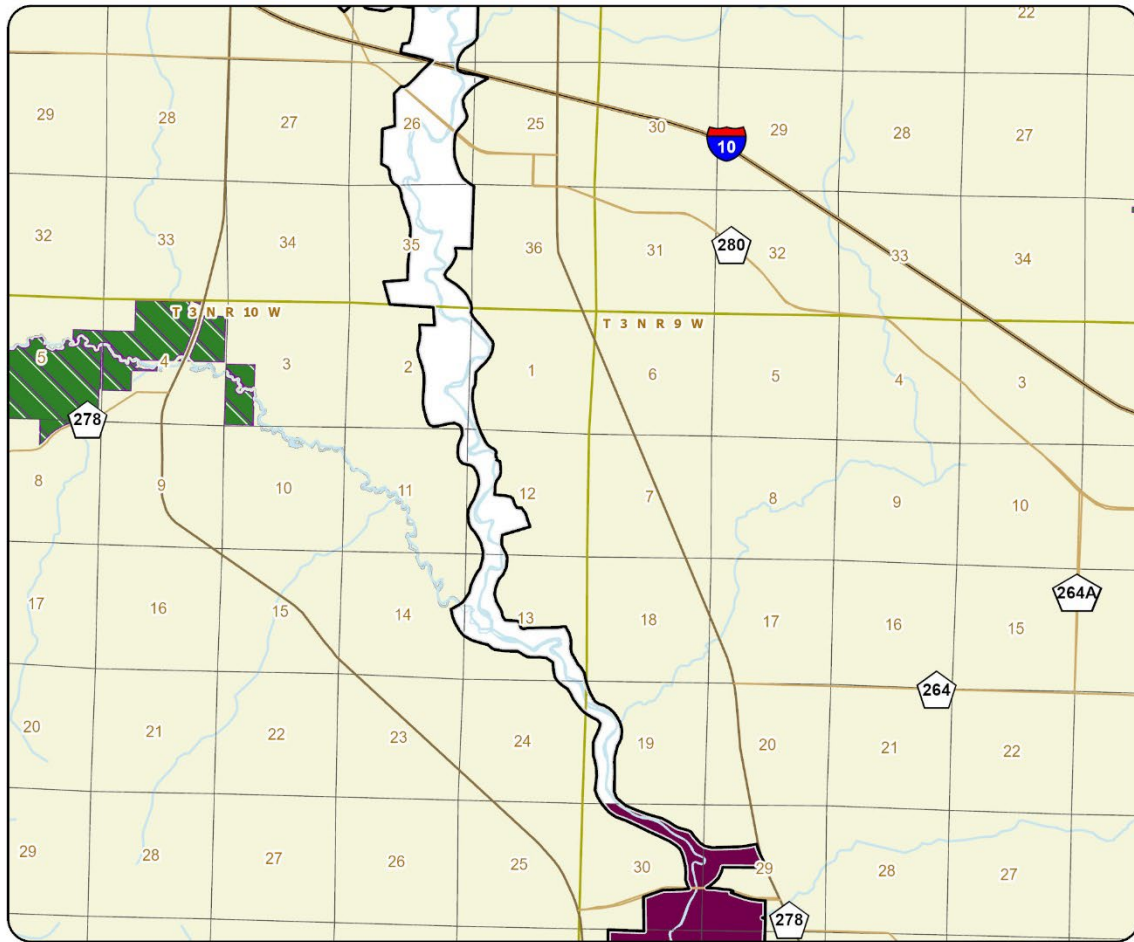 22
29 28 27 26 25 30 10 29 28 27
32 33 34 35 36 31 280 32 33 34
T 3 N R 10 W
T 3 N R 9 W
5 4 3 2 1 6 5 4 3
278
8 9 10 11 12 7 8 9 10
17 16 15 14 13 18 17 16 15 264A
264
20 21 22 23 24 19 20 21 22
29 28 27 26 25 30 29 28 27
278